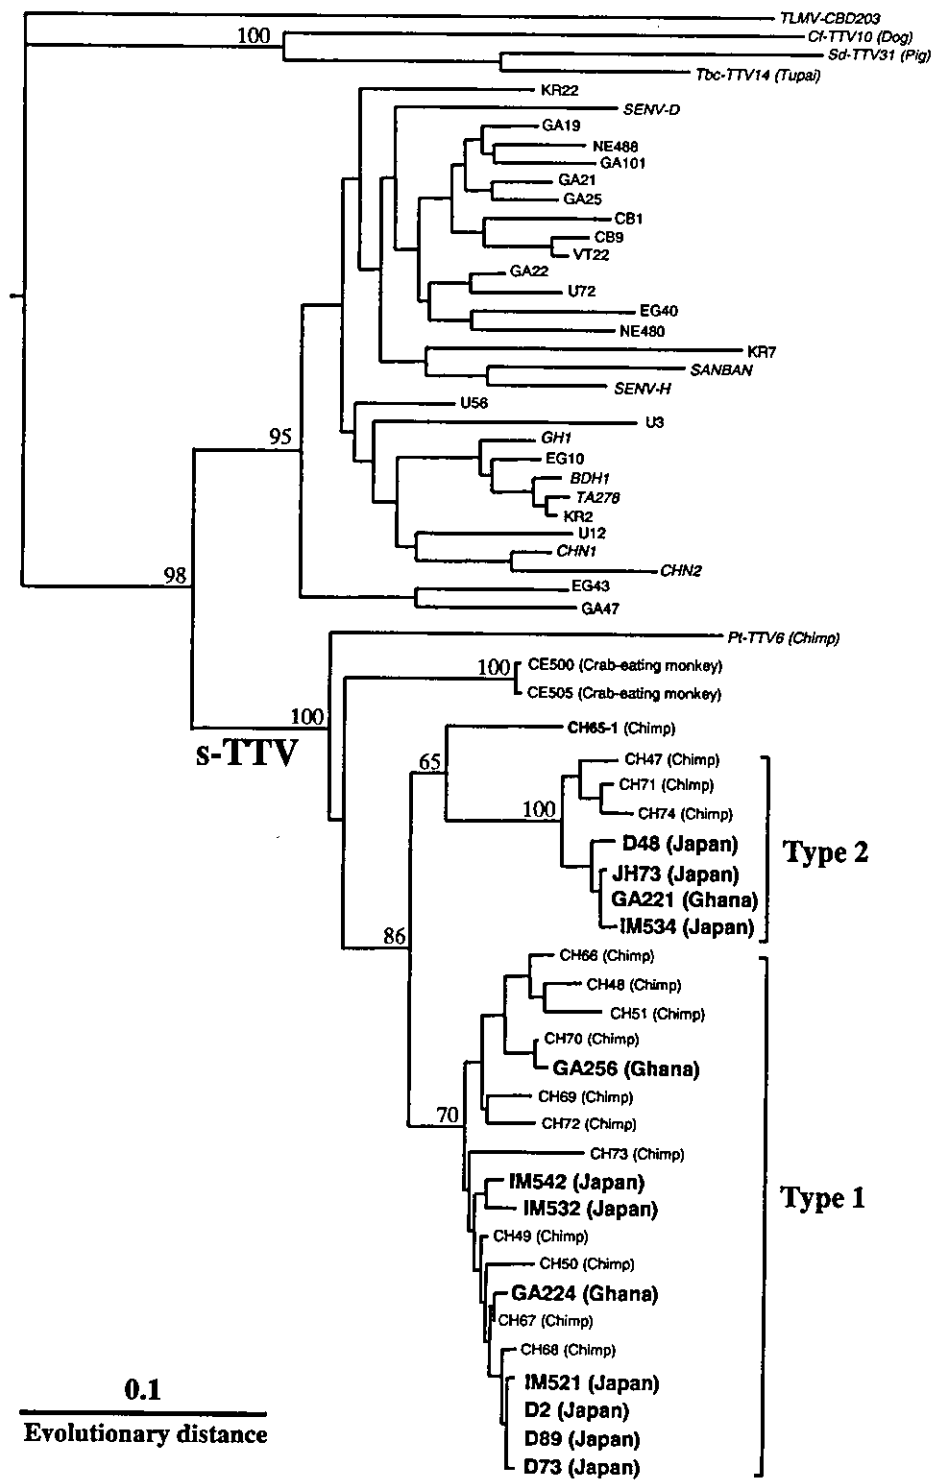 TLMV-CBD203
100
Cf-TTV10 (Dog)
Sd-TTV31 (Pig)
Tbc-TTV14 (Tupai)
KR22
SENV-D
GA19
NE488
GA101
GA21
GA25
CB1
CB9
VT22
GA22
U72
EG40
NE480
KR7
SANBAN
SENV-H
U56
U3
95
GH1
EG10
BDH1
TA278
KR2
U12
CHN1
CHN2
98
EG43
GA47
Pt-TTV6 (Chimp)
100
CE500 (Crab-eating monkey)
CE505 (Crab-eating monkey)
100
s-TTV
CH65-1 (Chimp)
65
CH47 (Chimp)
CH71 (Chimp)
100
CH74 (Chimp)
D48 (Japan)
Type 2
JH73 (Japan)
GA221 (Ghana)
IM534 (Japan)
86
CH66 (Chimp)
CH48 (Chimp)
CH51 (Chimp)
CH70 (Chimp)
GA256 (Ghana)
CH69 (Chimp)
70
CH72 (Chimp)
CH73 (Chimp)
IM542 (Japan)
Type 1
IM532 (Japan)
CH49 (Chimp)
CH50 (Chimp)
GA224 (Ghana)
CH67 (Chimp)
CH68 (Chimp)
IM521 (Japan)
0.1
D2 (Japan)
Evolutionary distance
D89 (Japan)
D73 (Japan)